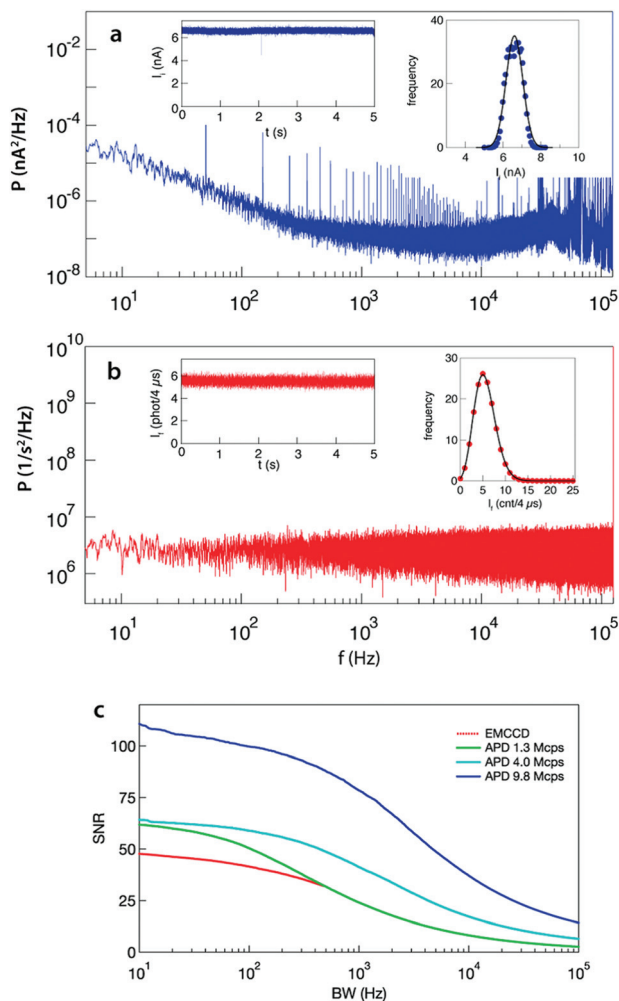 a
P (nA²/Hz)
10⁻²
10⁻⁴
10⁻⁶
10⁻⁸
10¹ 10² 10³ 10⁴ 10⁵
Iᵢ (nA)
6
4
2
0
0 1 2 3 4 5
t (s)
frequency
40
20
0
4 6 8 10
Iᵢ (nA)
b
P (1/s²/Hz)
10¹⁰
10⁹
10⁸
10⁷
10⁶
10¹ 10² 10³ 10⁴ 10⁵
f (Hz)
I_f (phot/4 µs)
6
4
2
0
0 1 2 3 4 5
t (s)
frequency
30
20
10
0
0 5 10 15 20 25
I_f (cnt/4 µs)
c
SNR
100
75
50
25
0
EMCCD
APD 1.3 Mcps
APD 4.0 Mcps
APD 9.8 Mcps
10¹ 10² 10³ 10⁴ 10⁵
BW (Hz)